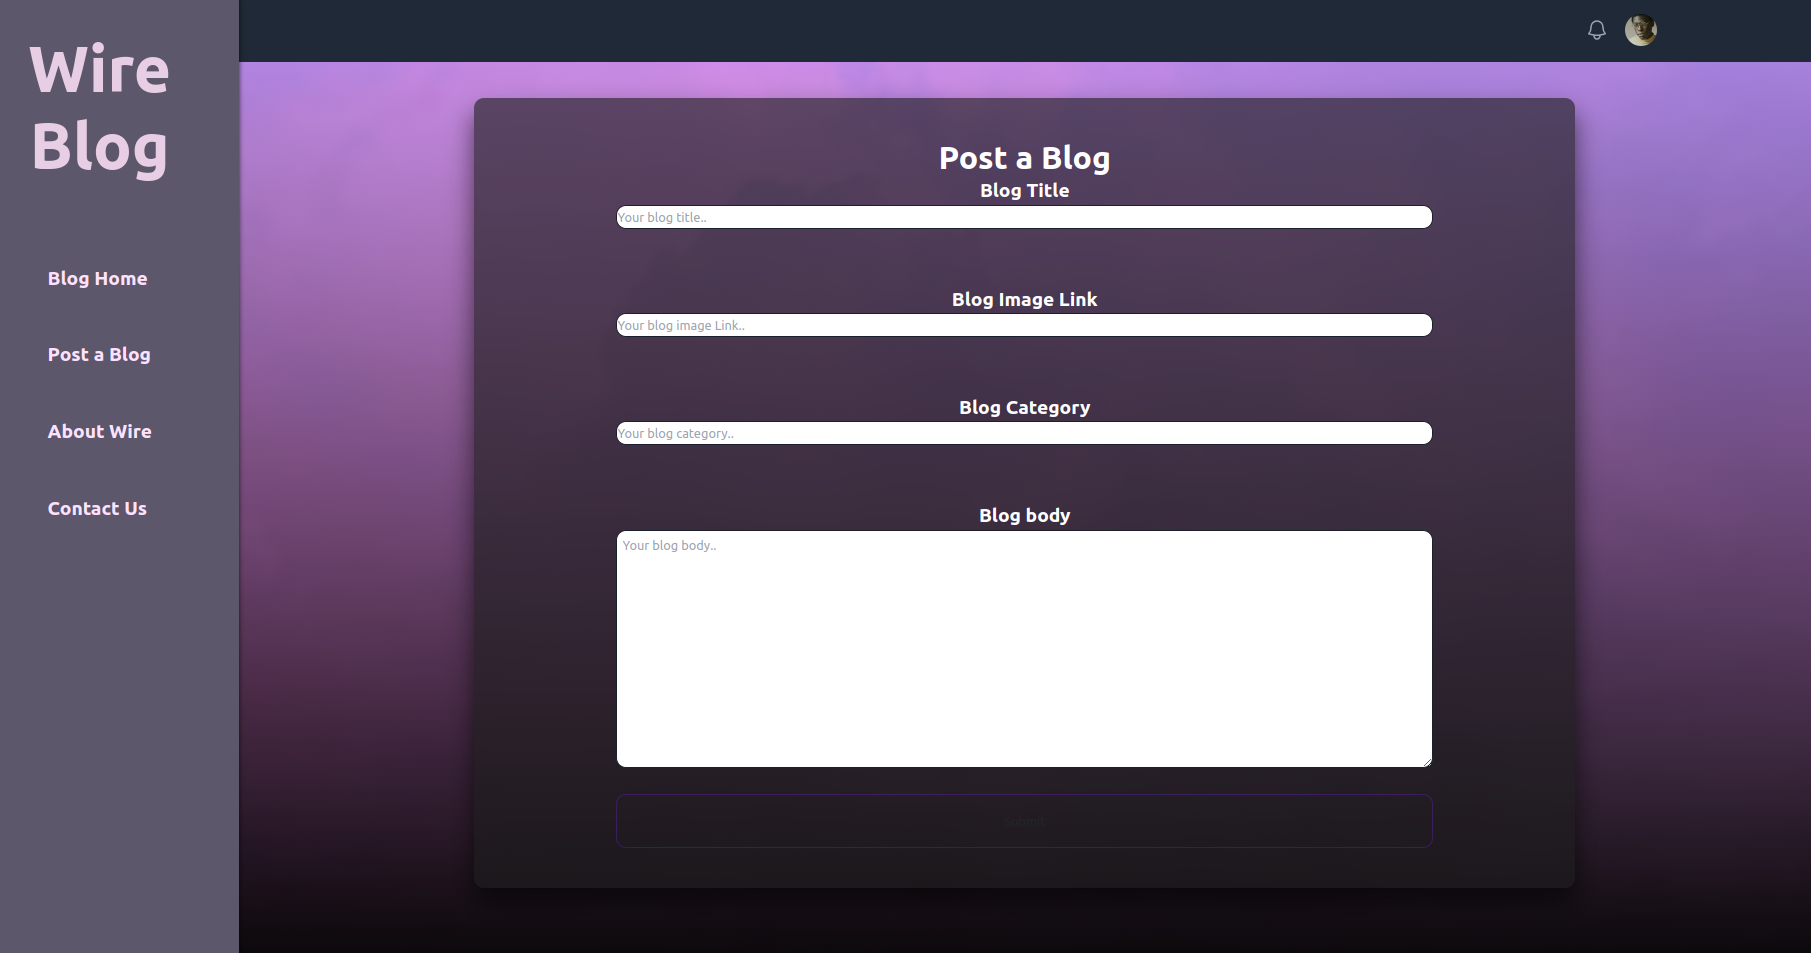 Wire
Blog
Blog Home
Post a Blog
About Wire
Contact Us
Post a Blog
Blog Title
Your blog title..
Blog Image Link
Your blog image Link..
Blog Category
Your blog category..
Blog body
Your blog body..
Submit